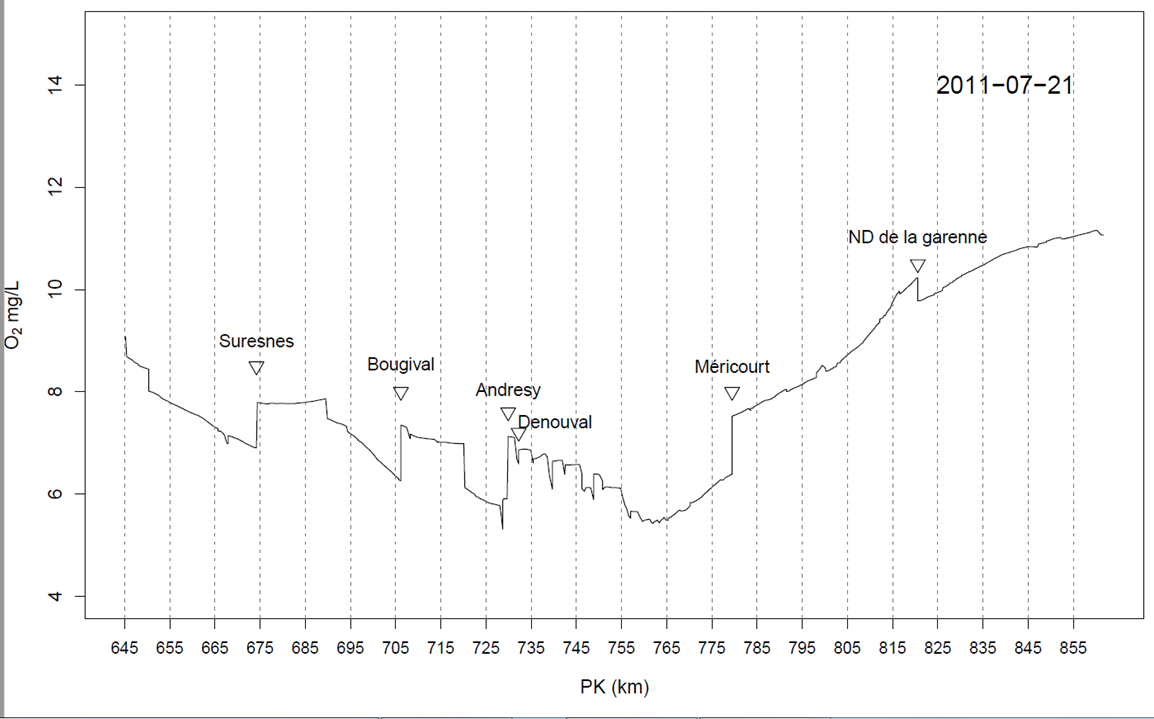 2011−07−21
14
12
10
8
6
4
O2 mg/L
ND de la garenne
Suresnes
Bougival
Méricourt
Andresy
Denouval
645 655 665 675 685 695 705 715 725 735 745 755 765 775 785 795 805 815 825 835 845 855
PK (km)